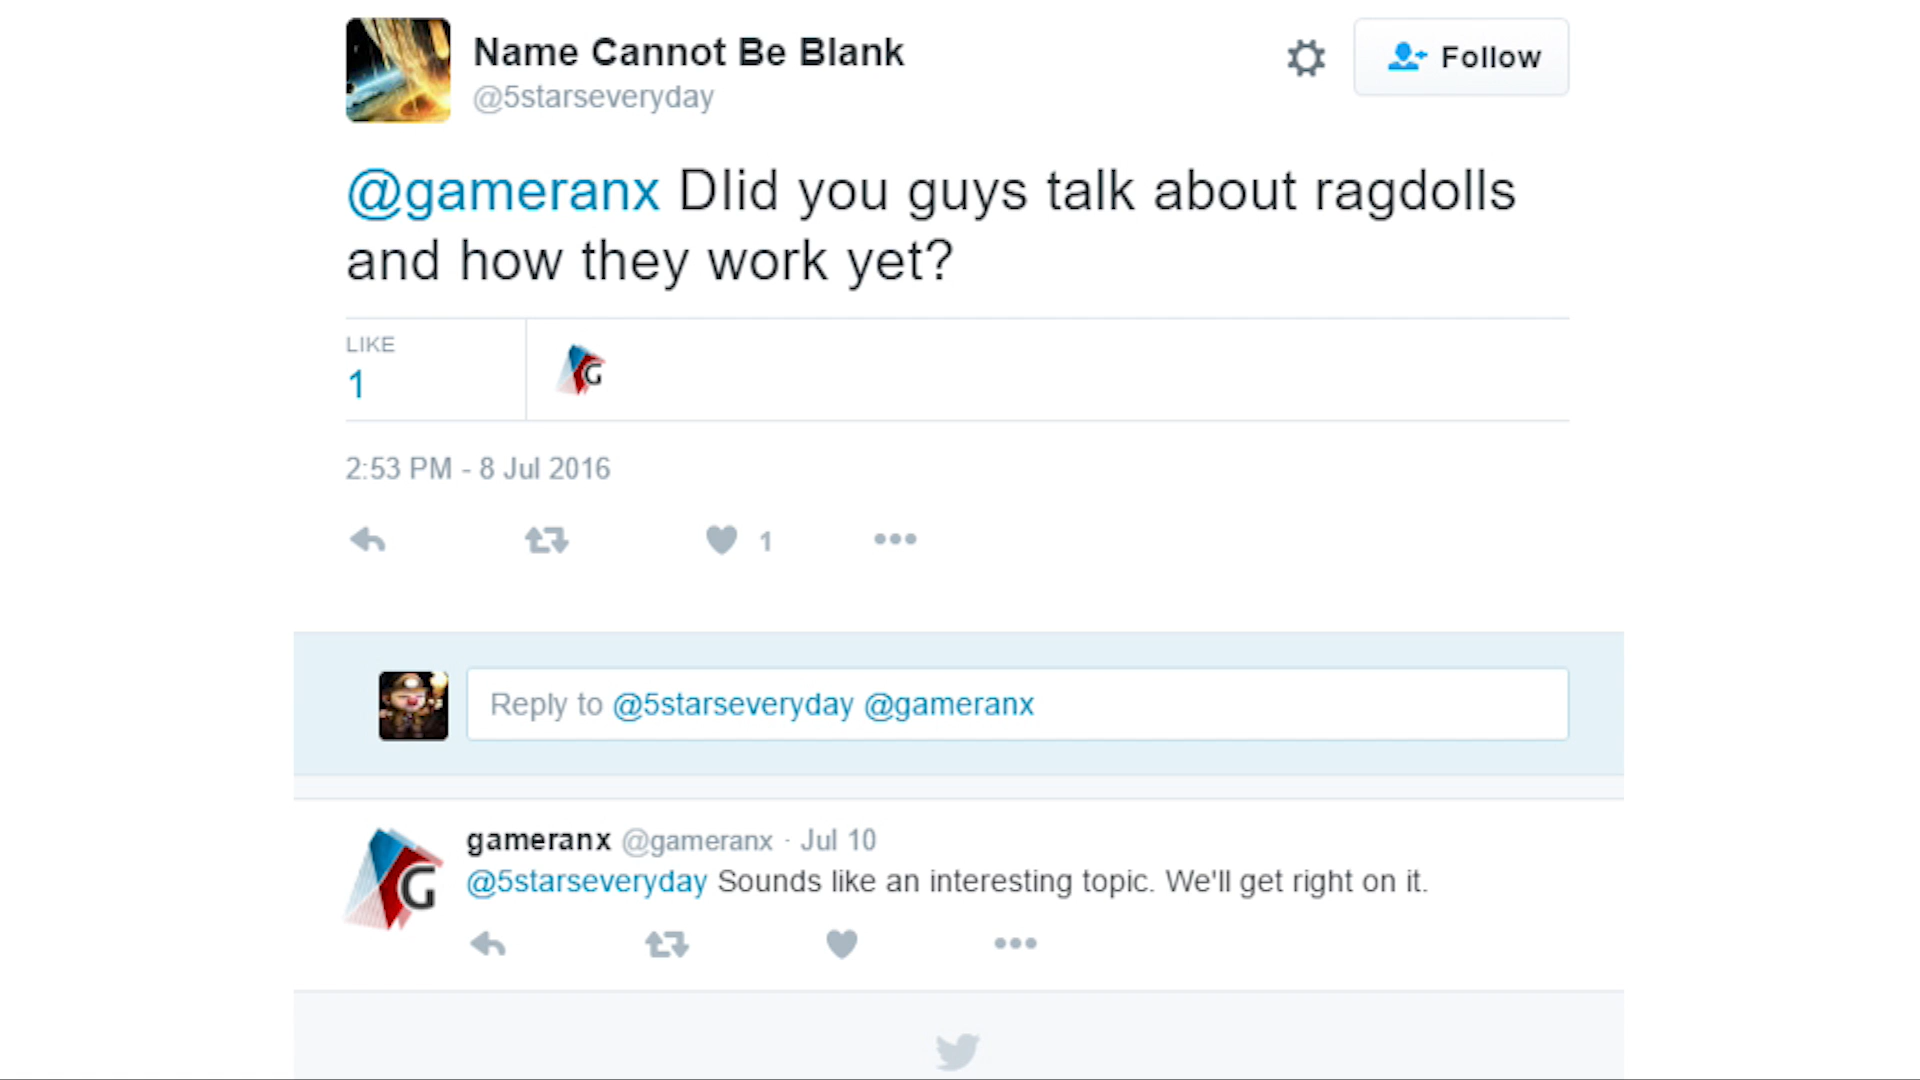 Name Cannot Be Blank
@5starseveryday
Follow
@gameranx DIid you guys talk about ragdolls
and how they work yet?
LIKE
1
G
2:53 PM - 8 Jul 2016
1
Reply to @5starseveryday @gameranx
gameranx @gameranx · Jul 10
G
@5starseveryday Sounds like an interesting topic. We'll get right on it.